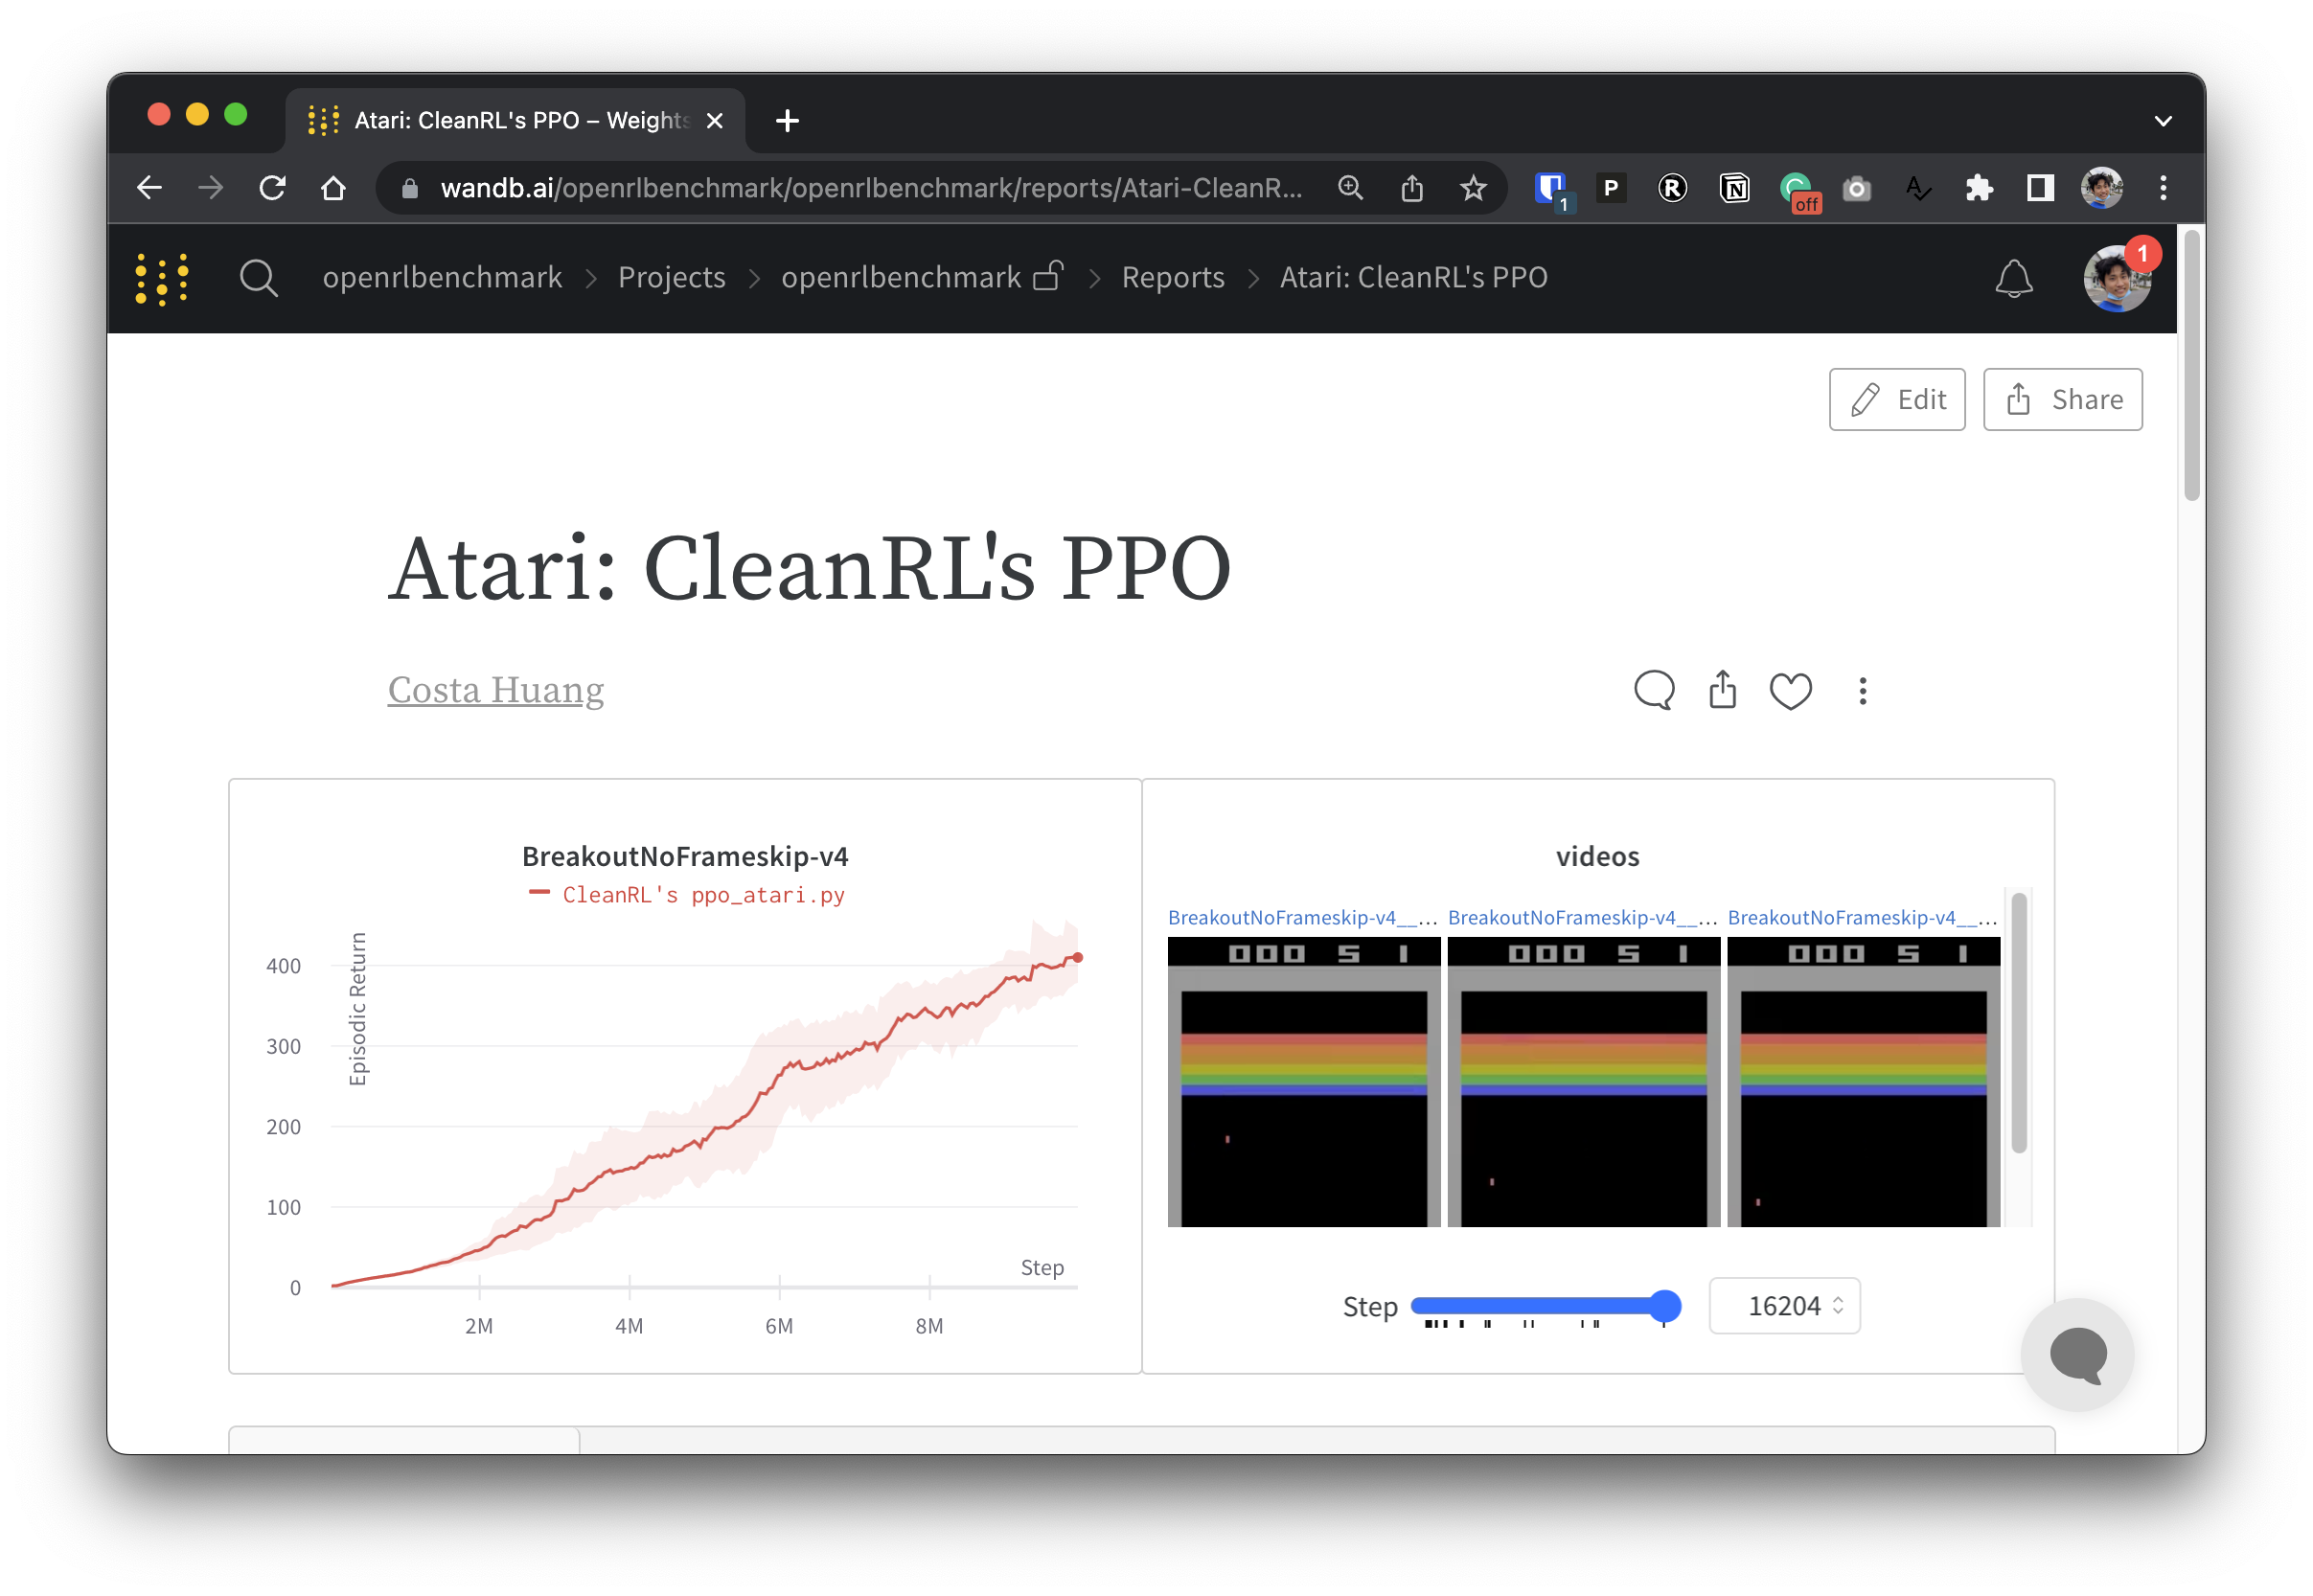 Atari: CleanRL's PPO – Weights
wandb.ai/openrlbenchmark/openrlbenchmark/reports/Atari-CleanR...
1
P
R
N
off
A
openrlbenchmark > Projects > openrlbenchmark > Reports > Atari: CleanRL's PPO
1
Edit
Share
Atari: CleanRL's PPO
Costa Huang
BreakoutNoFrameskip-v4
CleanRL's ppo_atari.py
Episodic Return
400
300
200
100
0
Step
2M 4M 6M 8M
videos
BreakoutNoFrameskip-v4__... BreakoutNoFrameskip-v4__... BreakoutNoFrameskip-v4__...
000 5 1 000 5 1 000 5 1
Step 16204